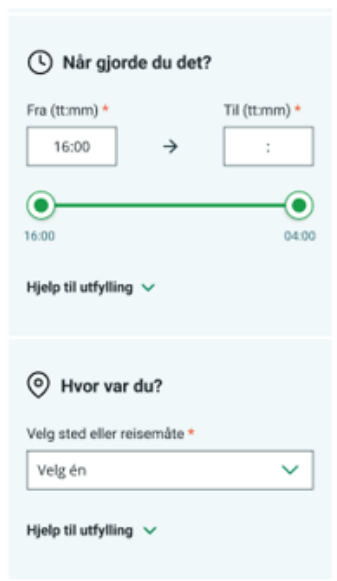 Når gjorde du det?
Fra (tt:mm) * Til (tt:mm) *
16:00 → :
16:00 04:00
Hjelp til utfylling
Hvor var du?
Velg sted eller reisemåte *
Velg én
Hjelp til utfylling